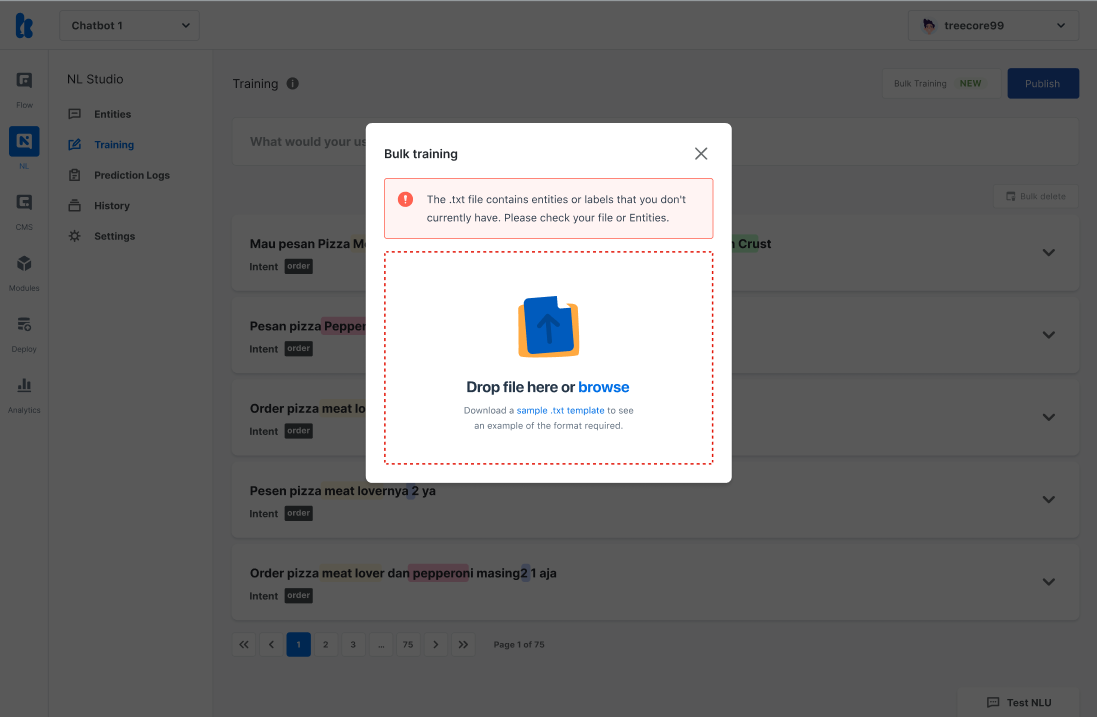 Chatbot 1
treecore99
Flow
NL
CMS
Modules
Deploy
Analytics
NL Studio
Entities
Training
Prediction Logs
History
Settings
Training
Bulk Training NEW
Publish
What would your us
Bulk delete
Bulk training
The .txt file contains entities or labels that you don't
currently have. Please check your file or Entities.
Drop file here or browse
Download a sample .txt template to see
an example of the format required.
Mau pesan Pizza M
Crust
Intent order
Pesan pizza Pepper
Intent order
Order pizza meat lo
Intent order
Pesen pizza meat lovernya 2 ya
Intent order
Order pizza meat lover dan pepperoni masing2 1 aja
Intent order
1 2 3 ... 75
Page 1 of 75
Test NLU